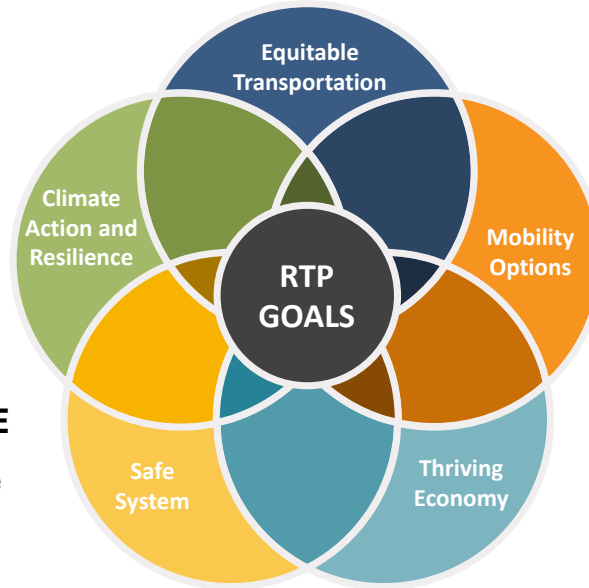 Equitable
Transportation
Climate
Action and
Resilience
Mobility
Options
RTP
GOALS
E
Safe
System
Thriving
Economy